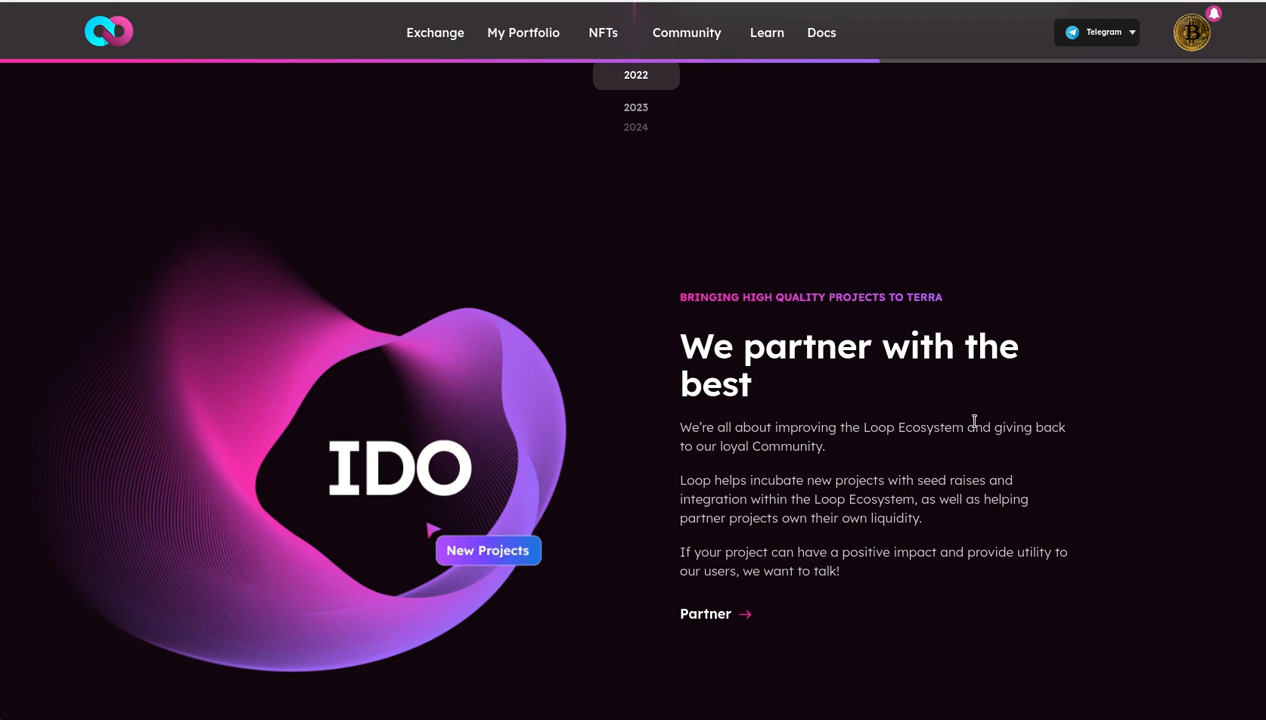 Exchange My Portfolio NFTs Community Learn Docs Telegram
2022
2023
2024
BRINGING HIGH QUALITY PROJECTS TO TERRA
We partner with the
best
We're all about improving the Loop Ecosystem and giving back
to our loyal Community.
Loop helps incubate new projects with seed raises and
integration within the Loop Ecosystem, as well as helping
partner projects own their own liquidity.
If your project can have a positive impact and provide utility to
our users, we want to talk!
Partner →
IDO
New Projects